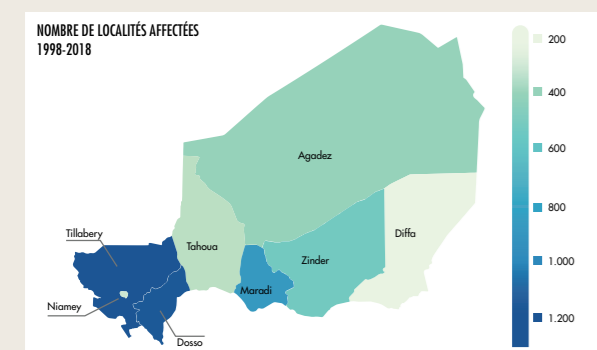 NOMBRE DE LOCALITÉS AFFECTÉES
1998-2018
200
400
600
800
1.000
1.200
Agadez
Tillabery
Tahoua
Diffa
Zinder
Maradi
Niamey
Dosso